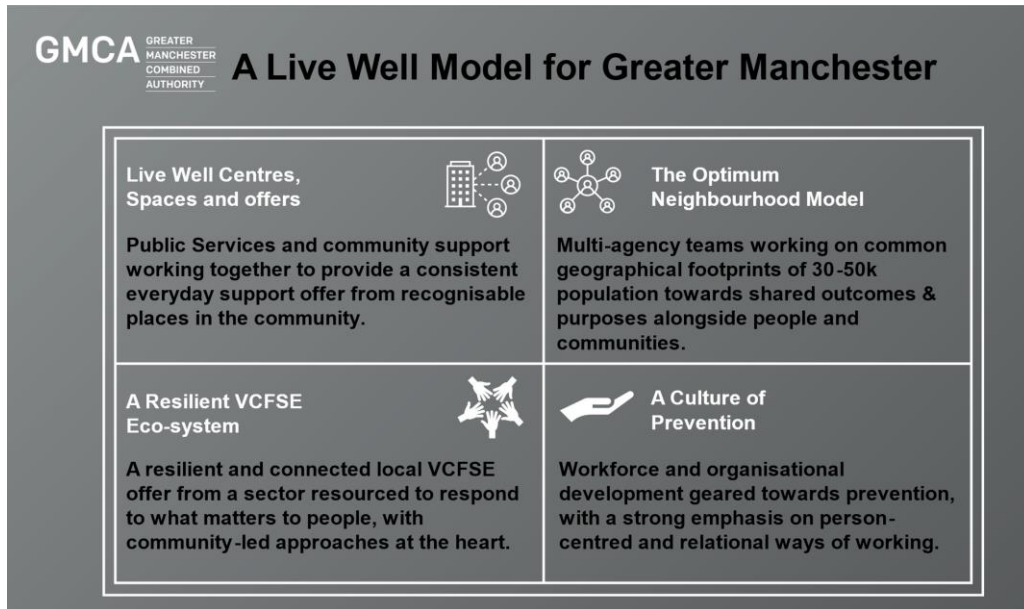 GMCA
GREATER
MANCHESTER
COMBINED
AUTHORITY
A Live Well Model for Greater Manchester
Live Well Centres,
Spaces and offers
Public Services and community support
working together to provide a consistent
everyday support offer from recognisable
places in the community.
The Optimum
Neighbourhood Model
Multi-agency teams working on common
geographical footprints of 30-50k
population towards shared outcomes &
purposes alongside people and
communities.
A Resilient VCFSE
Eco-system
A resilient and connected local VCFSE
offer from a sector resourced to respond
to what matters to people, with
community-led approaches at the heart.
A Culture of
Prevention
Workforce and organisational
development geared towards prevention,
with a strong emphasis on person-
centred and relational ways of working.